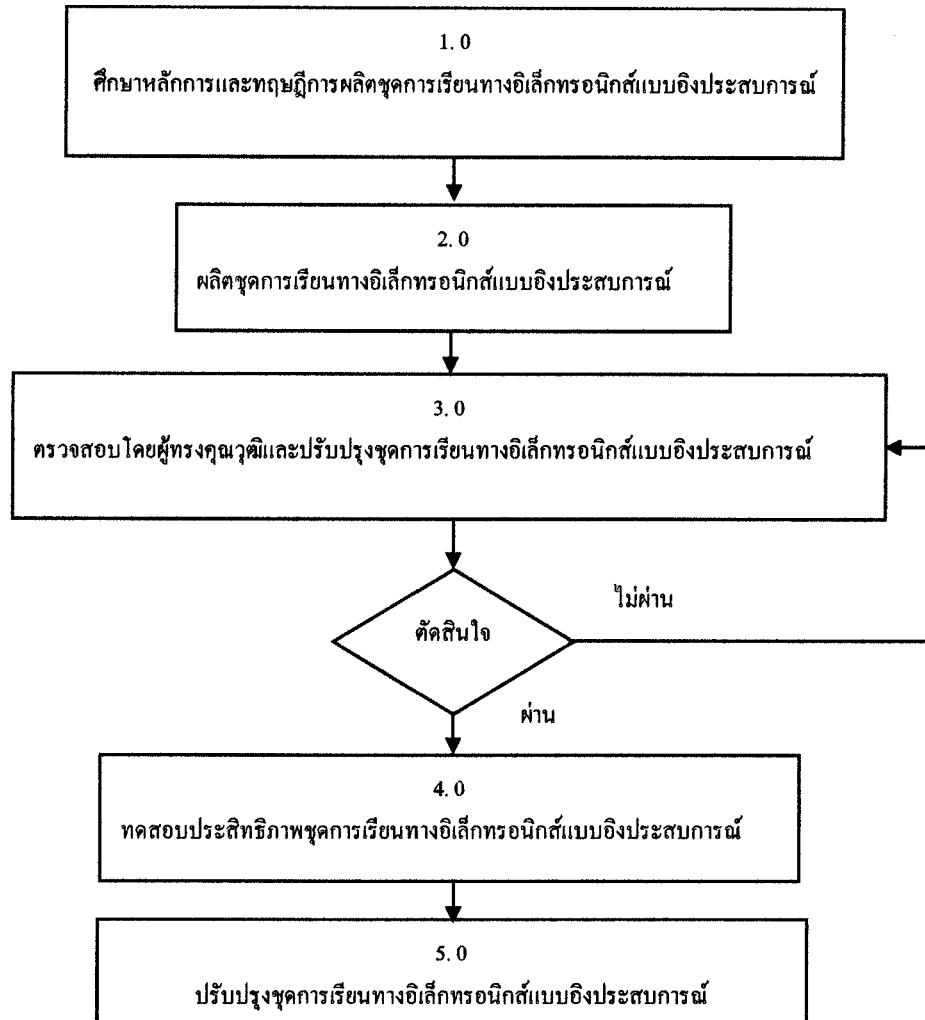 1. 0
ศึกษาหลักการและทฤษฎีการผลิตชุดการเรียนทางอิเล็กทรอนิกส์แบบอิงประสบการณ์
2. 0
ผลิตชุดการเรียนทางอิเล็กทรอนิกส์แบบอิงประสบการณ์
3. 0
ตรวจสอบโดยผู้ทรงคุณวุฒิและปรับปรุงชุดการเรียนทางอิเล็กทรอนิกส์แบบอิงประสบการณ์
ไม่ผ่าน
ตัดสินใจ
ผ่าน
4. 0
ทดสอบประสิทธิภาพชุดการเรียนทางอิเล็กทรอนิกส์แบบอิงประสบการณ์
5. 0
ปรับปรุงชุดการเรียนทางอิเล็กทรอนิกส์แบบอิงประสบการณ์